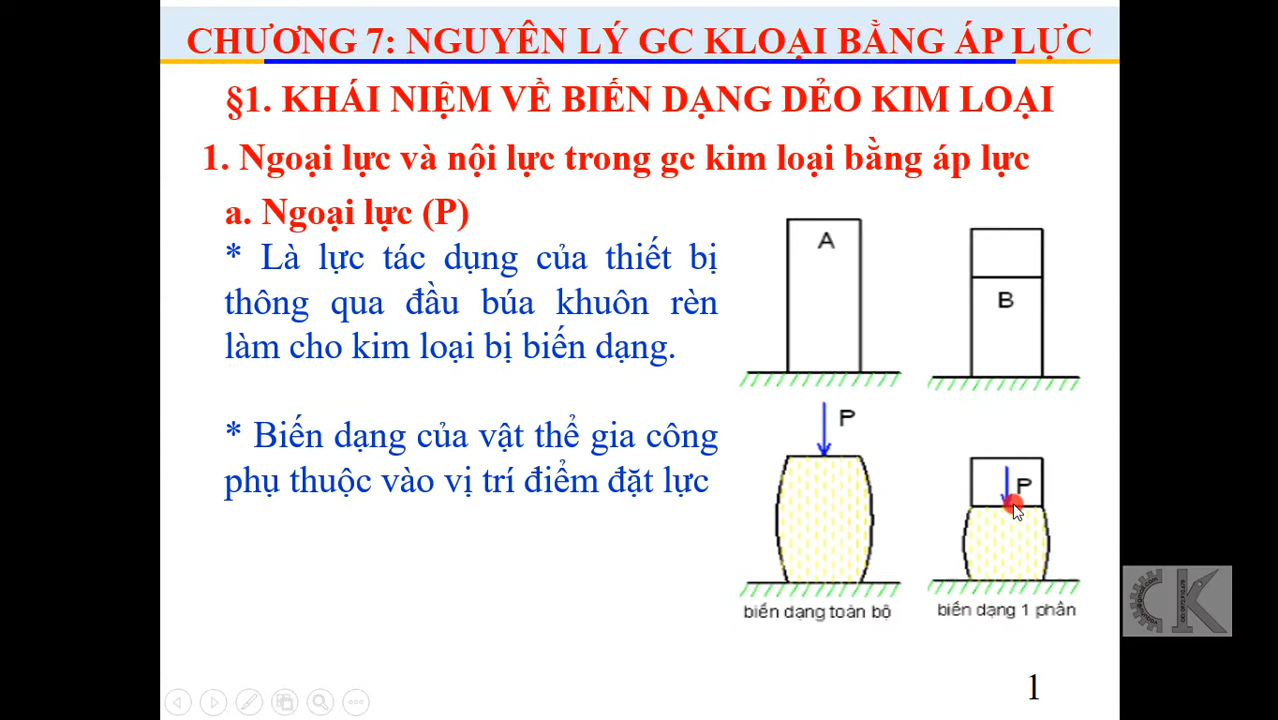 CHƯƠNG 7: NGUYÊN LÝ GC KLOẠI BẰNG ÁP LỰC
§1. KHÁI NIỆM VỀ BIẾN DẠNG DẺO KIM LOẠI
1. Ngoại lực và nội lực trong gc kim loại bằng áp lực
a. Ngoại lực (P)
* Là lực tác dụng của thiết bị
thông qua đầu búa khuôn rèn
làm cho kim loại bị biến dạng.
* Biến dạng của vật thể gia công
phụ thuộc vào vị trí điểm đặt lực
A
B
P
P
biến dạng toàn bộ
biến dạng 1 phần
CK
1